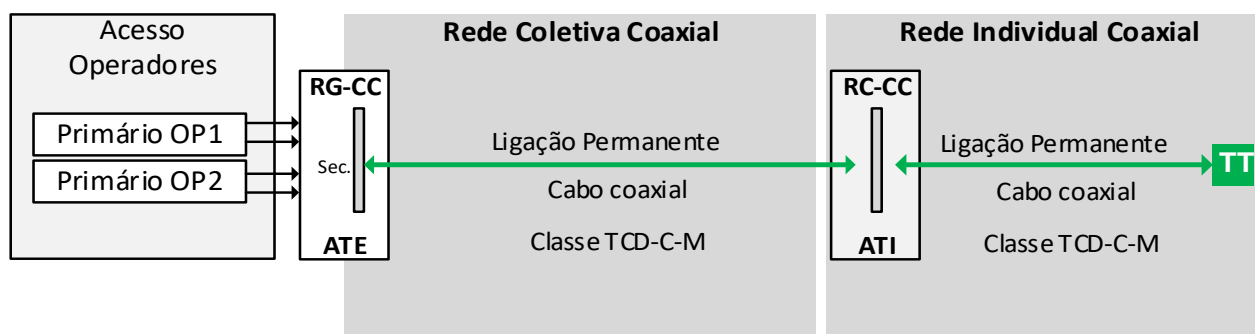 Acesso
Operadores
Primário OP1
Primário OP2
RG-CC
Sec.
ATE
Rede Coletiva Coaxial
Ligação Permanente
Cabo coaxial
Classe TCD-C-M
RC-CC
ATI
Rede Individual Coaxial
Ligação Permanente
Cabo coaxial
Classe TCD-C-M
TT